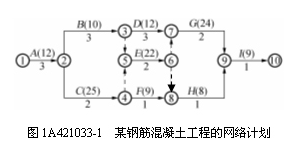 B(10)
3
③
D(12)
3
⑦
G(24)
2
①
A(12)
3
②
⑤
E(22)
2
⑥
⑨
I(9)
1
⑩
C(25)
2
④
F(9)
1
⑧
H(8)
1
图 1A421033-1 某钢筋混凝土工程的网络计划